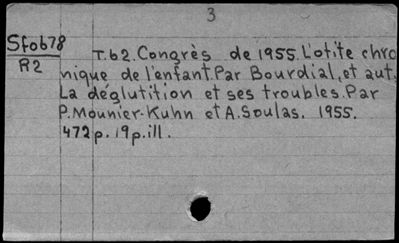 3
Sfob78
R2
T.62. Congrès de 1955. L'otite chro
nique de l'enfant. Par Bourdial, et aut.
La déglutition et ses troubles. Par
P. Mounier-Kuhn et A. Soulas. 1955.
472 p. 19 p. ill.